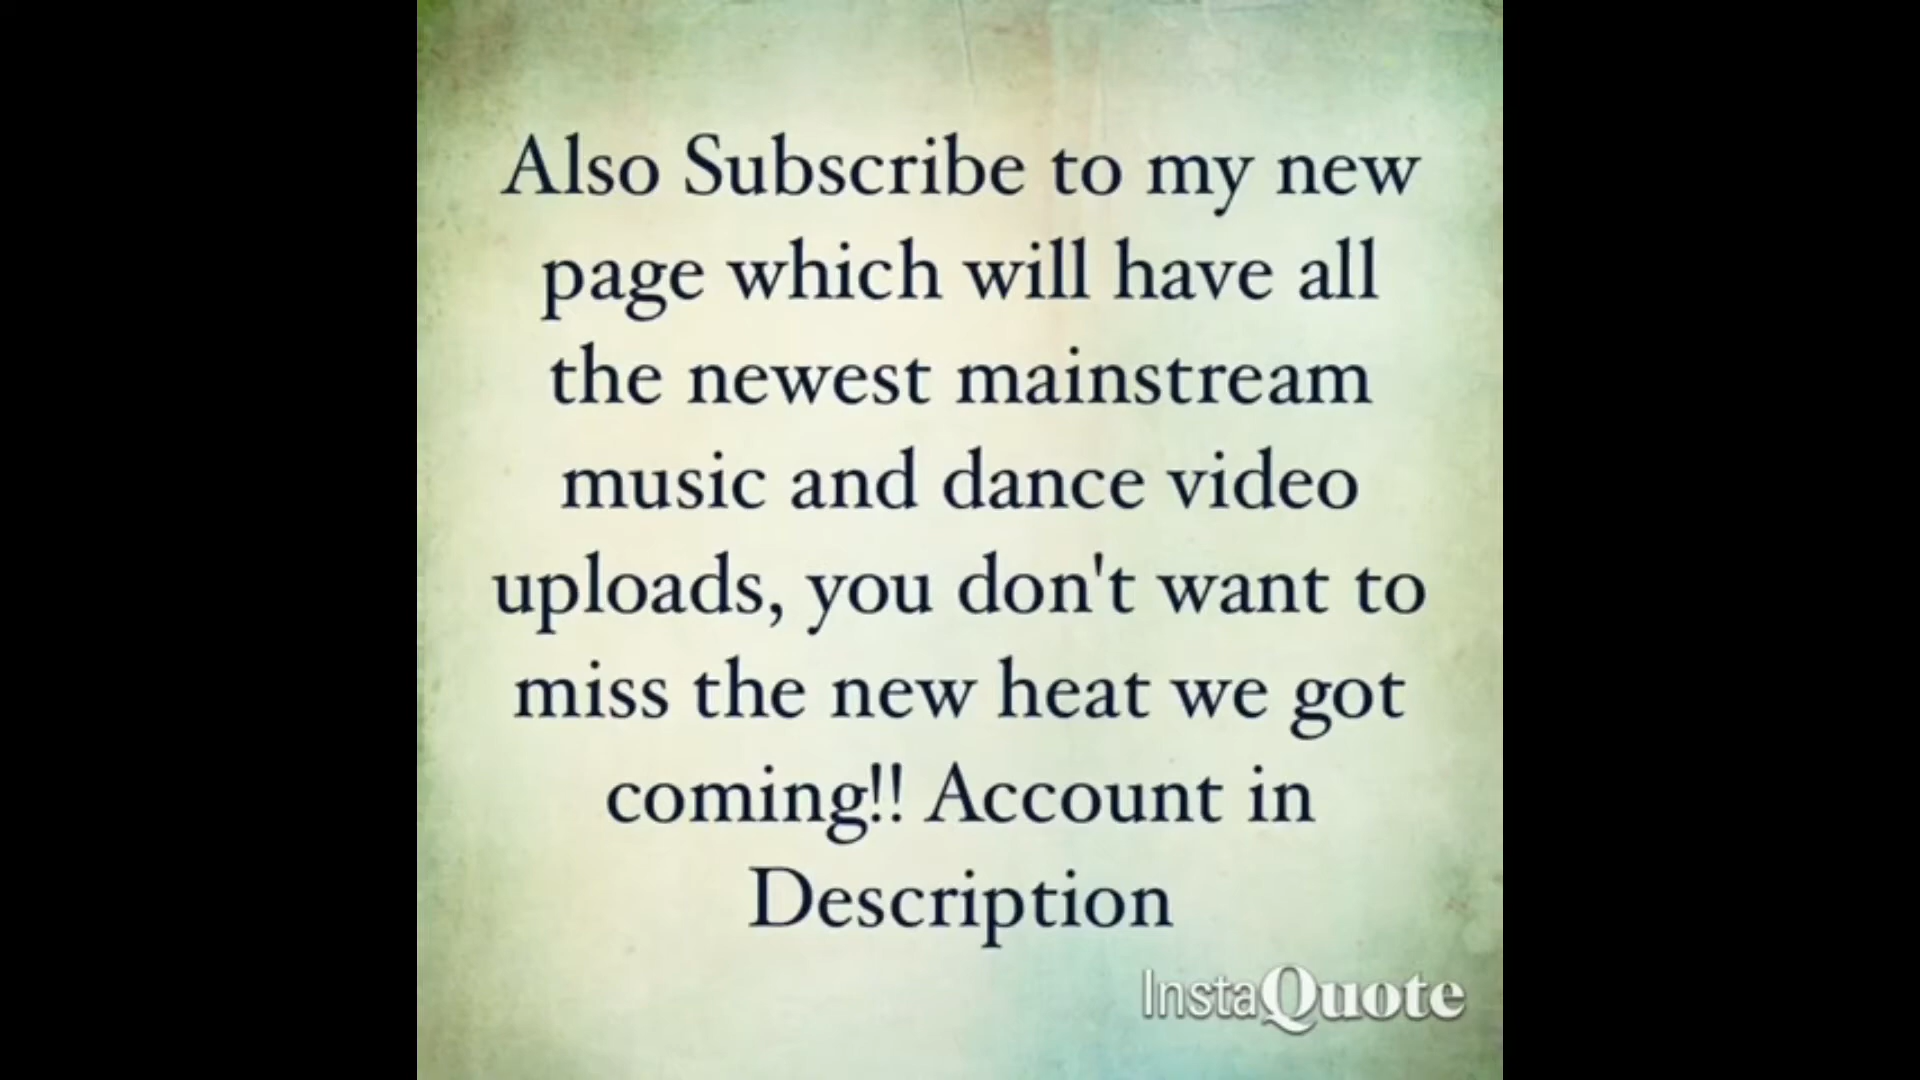 Also Subscribe to my new
page which will have all
the newest mainstream
music and dance video
uploads, you don't want to
miss the new heat we got
coming!! Account in
Description
InstaQuote